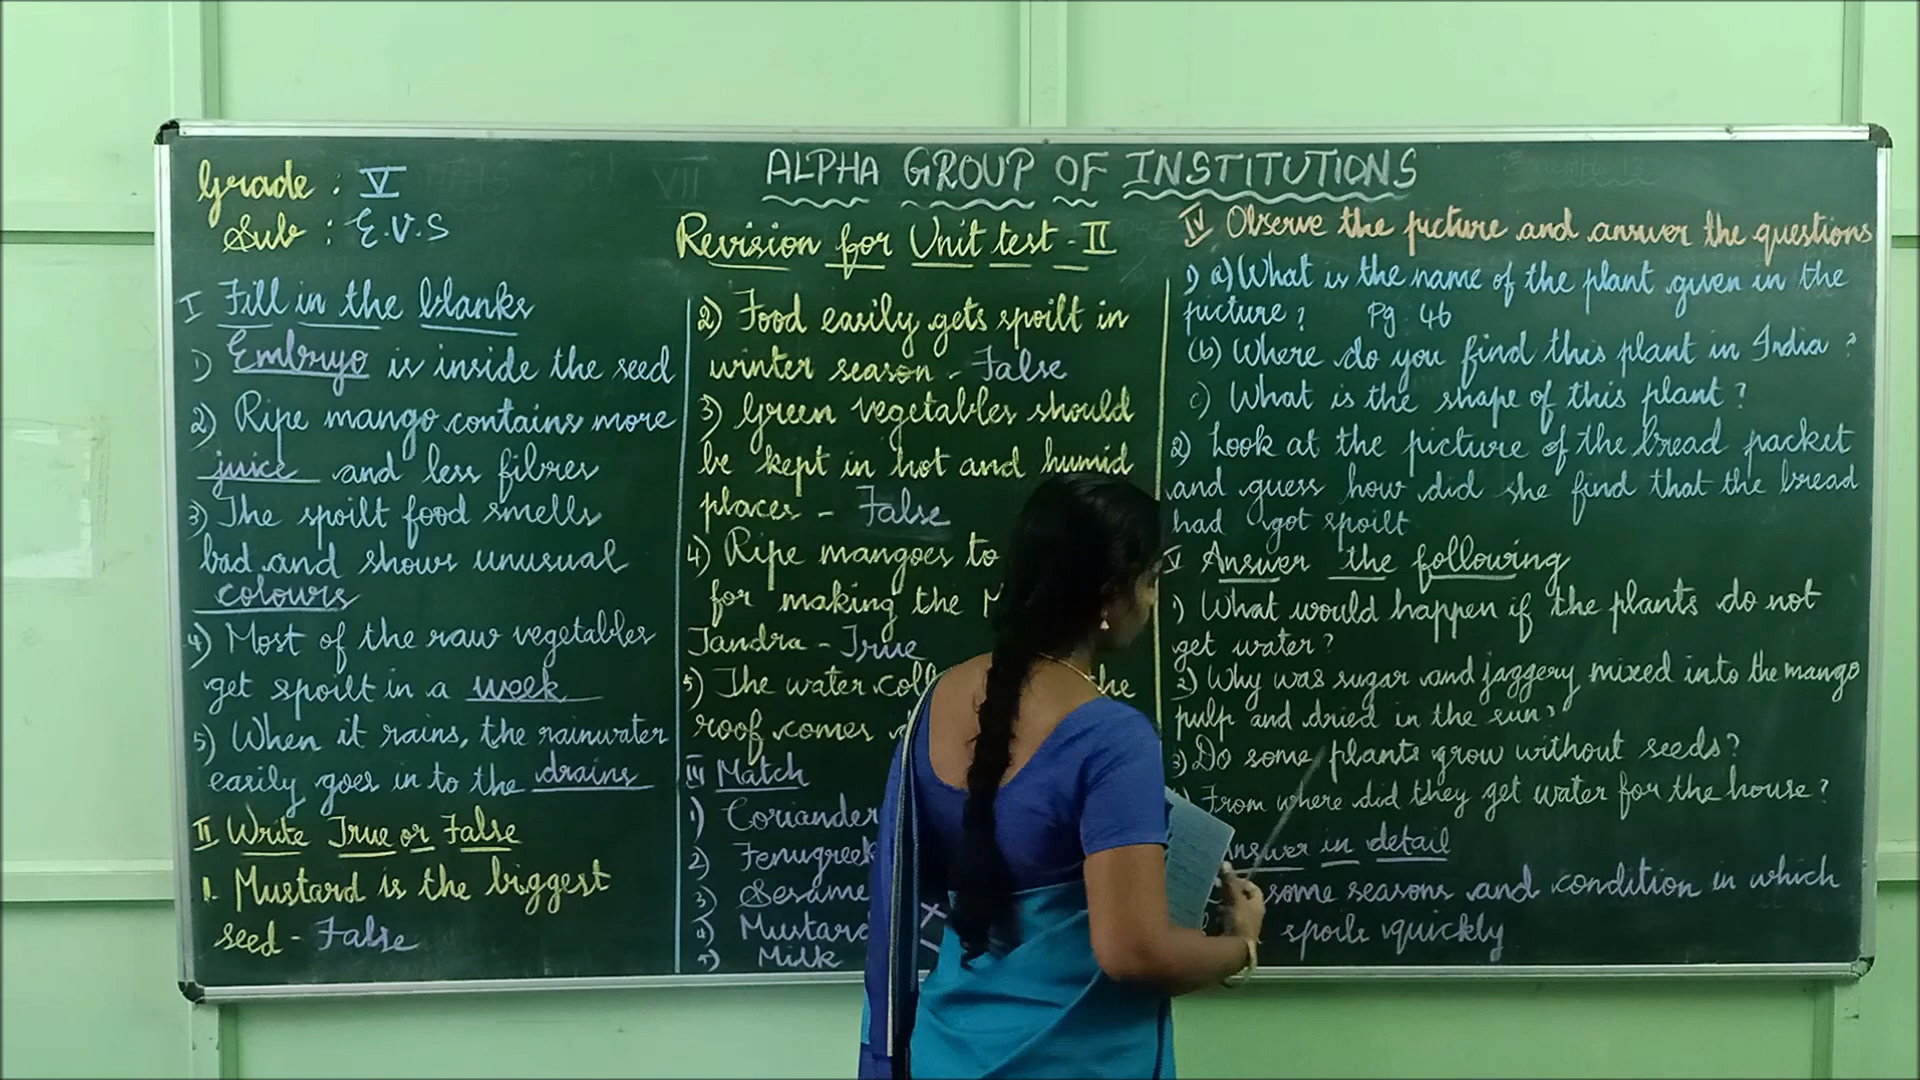 ALPHA GROUP OF INSTITUTIONS
Grade : V
Sub : E.V.S
Revision for Unit test - II
I Fill in the blanks
1) Embryo is inside the seed
2) Ripe mango contains more
juice and less fibres
3) The spoilt food smells
bad and shows unusual
colours
4) Most of the raw vegetables
get spoilt in a week
5) When it rains, the rainwater
easily goes in to the drains
II Write True or False
1. Mustard is the biggest
seed - False
2) Food easily gets spoilt in
winter season - False
3) Green vegetables should
be kept in hot and humid
places - False
4) Ripe mangoes to
for making the M
Tandra - True
5) The water coll the
roof comes
III Match
1) Coriander
2) Fenugreek
3) Sesame
4) Mustard
5) Milk
IV Observe the picture and answer the questions
1) a) What is the name of the plant given in the
picture? Pg. 46
(b) Where do you find this plant in India?
c) What is the shape of this plant?
2) Look at the picture of the bread packet
and guess how did she find that the bread
had got spoilt
V Answer the following
1) What would happen if the plants do not
get water?
2) Why was sugar and jaggery mixed into the mango
pulp and dried in the sun?
3) Do some plants grow without seeds?
From where did they get water for the house?
Answer in detail
some seasons and condition in which
spoils quickly